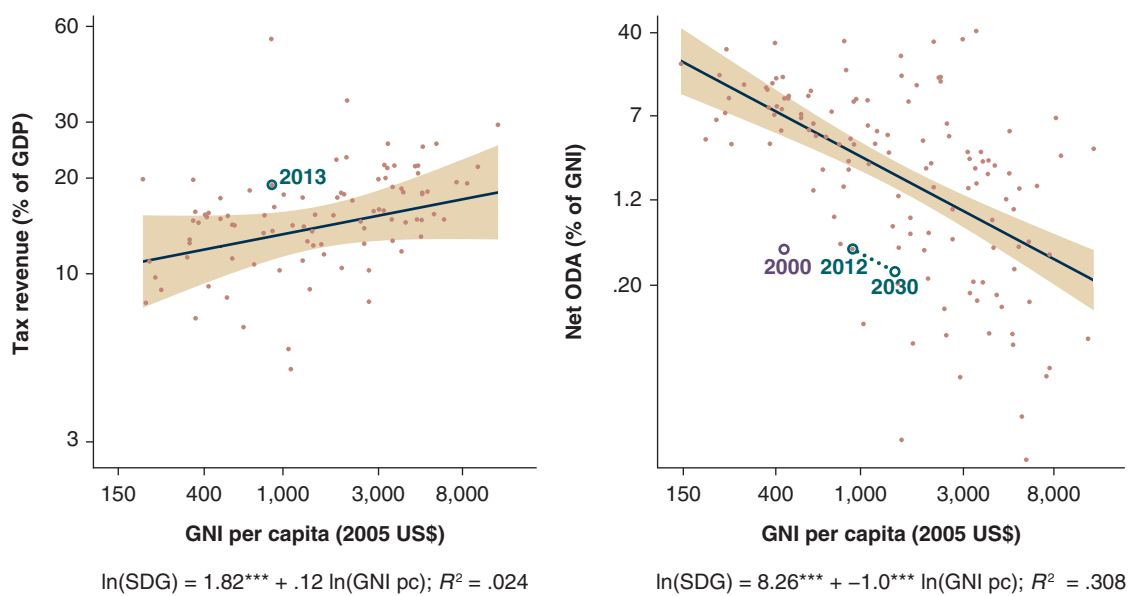 Tax revenue (% of GDP)
60
30
20
10
3
2013
150 400 1,000 3,000 8,000
GNI per capita (2005 US$)
ln(SDG) = 1.82*** + .12 ln(GNI pc); R² = .024
Net ODA (% of GNI)
40
7
1.2
.20
2000
2012
2030
150 400 1,000 3,000 8,000
GNI per capita (2005 US$)
ln(SDG) = 8.26*** + −1.0*** ln(GNI pc); R² = .308